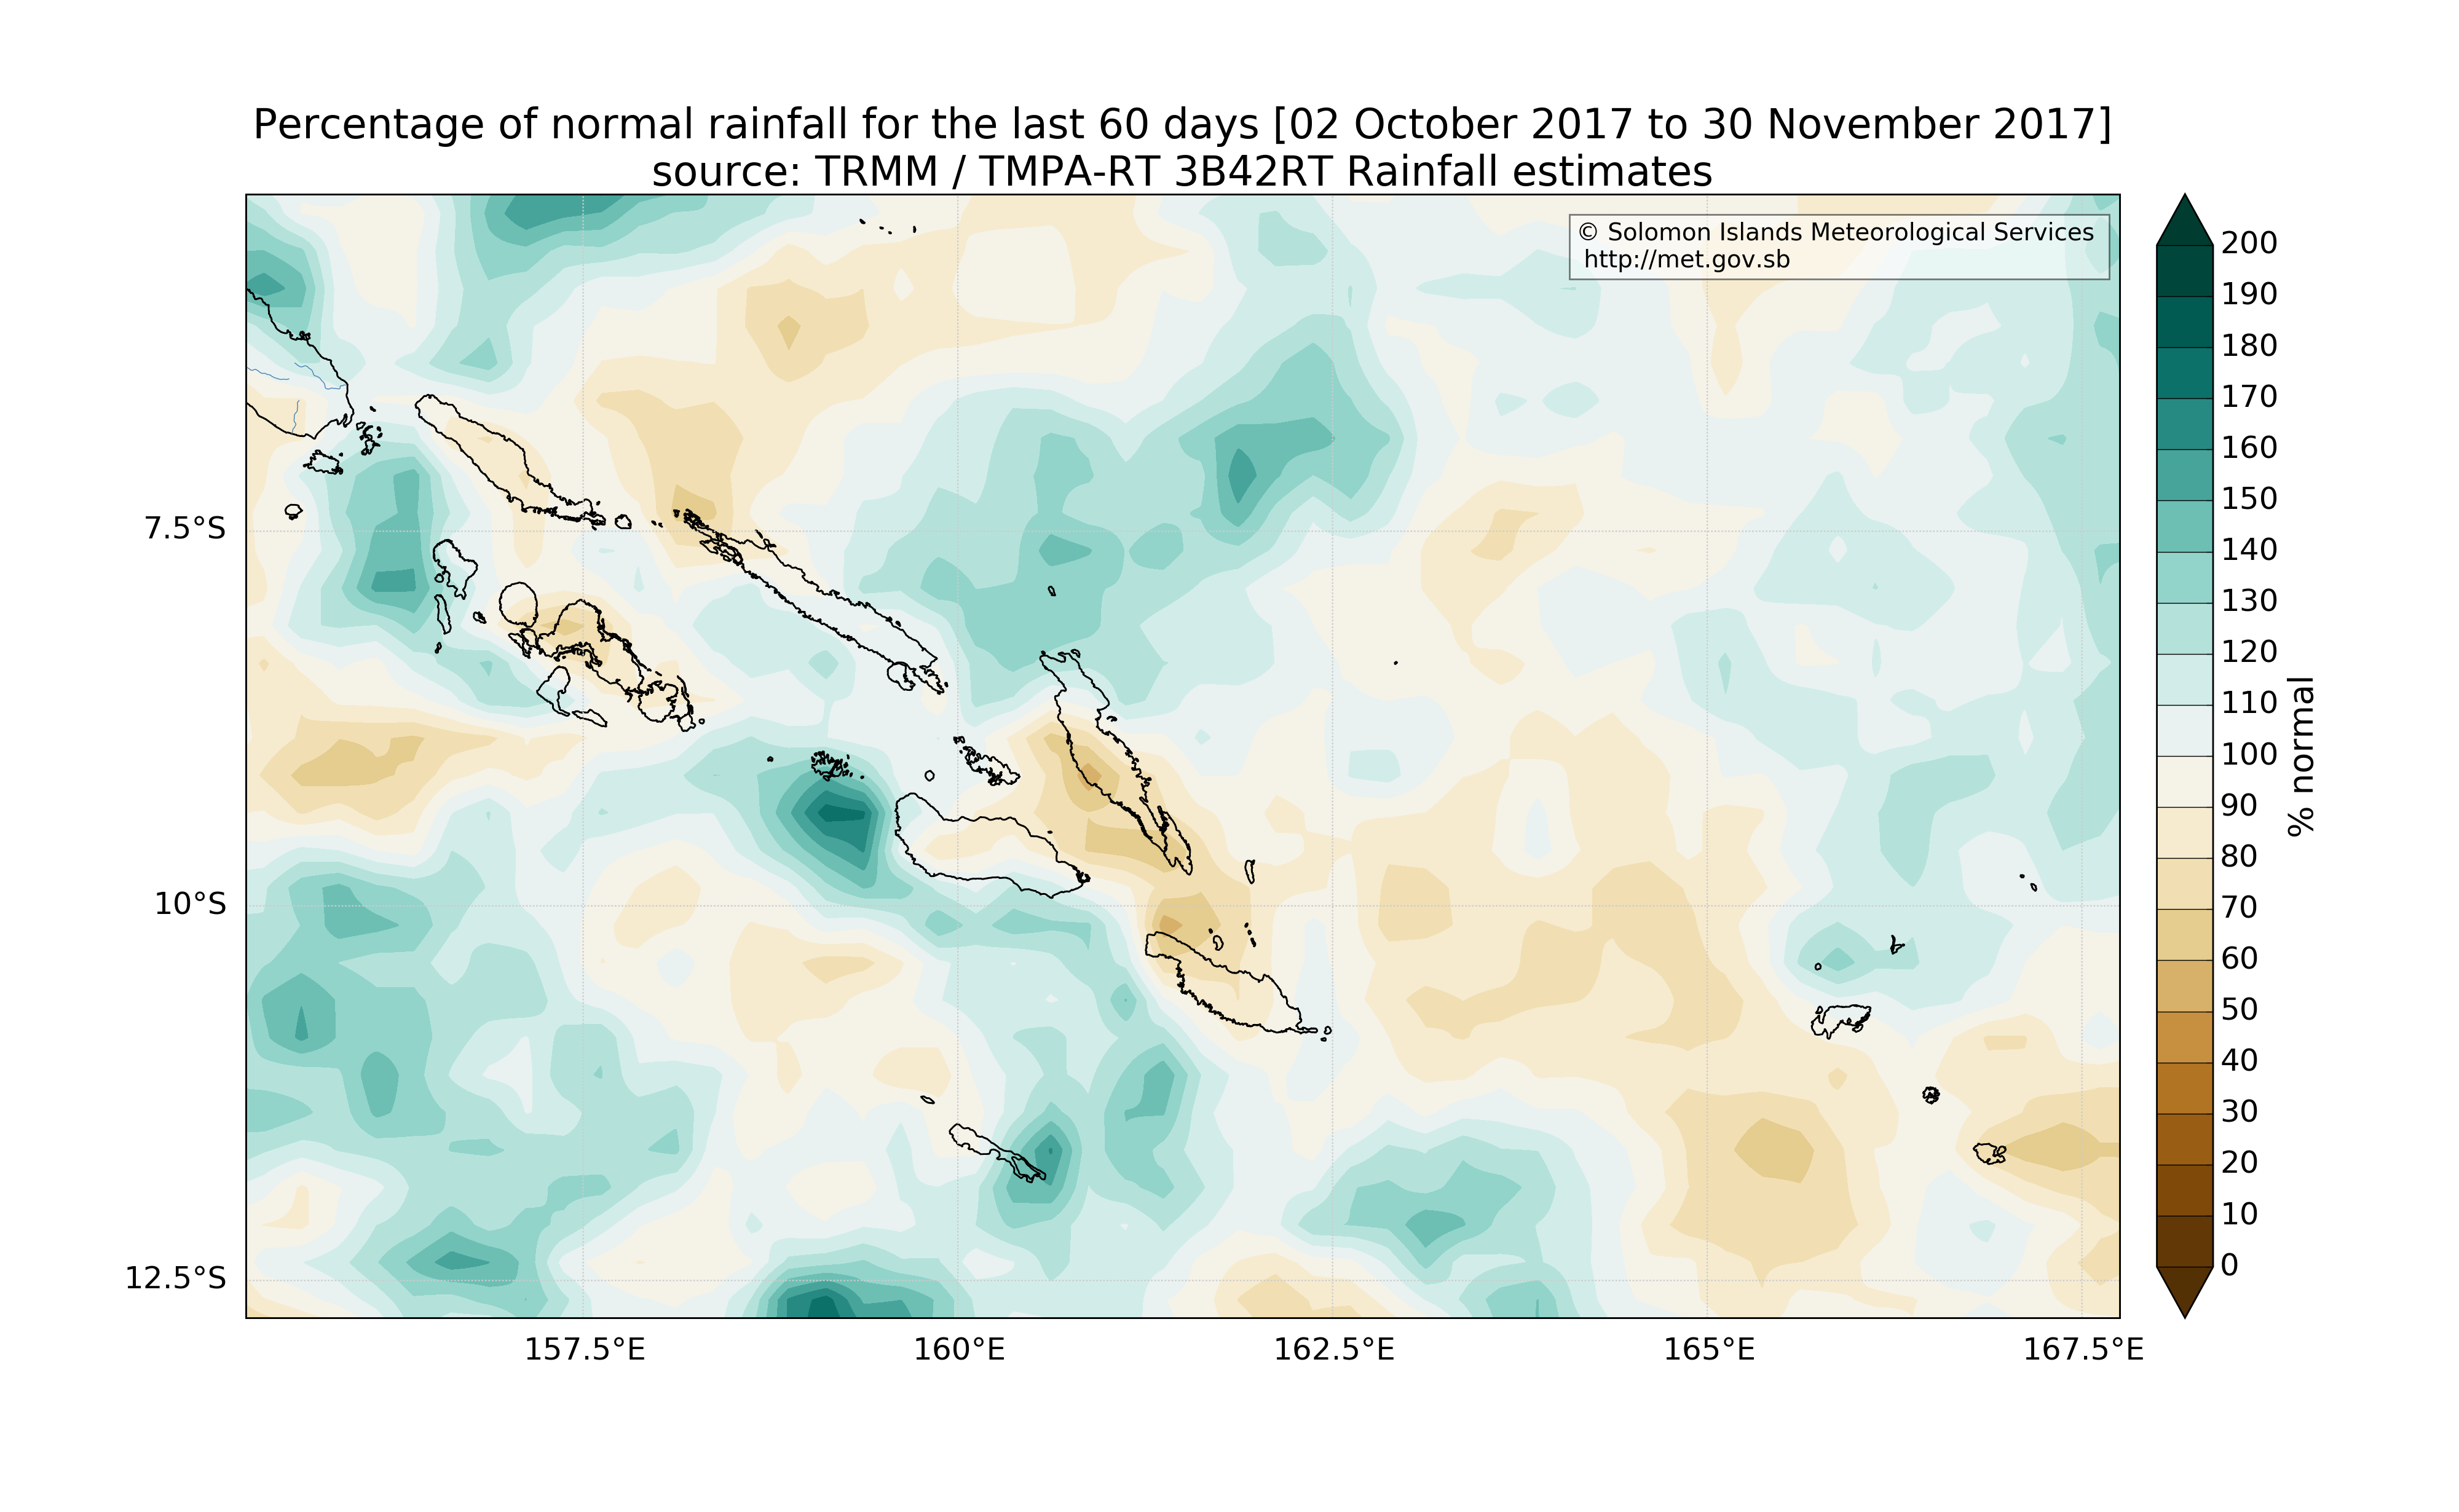 Percentage of normal rainfall for the last 60 days [02 October 2017 to 30 November 2017]
source: TRMM / TMPA-RT 3B42RT Rainfall estimates
© Solomon Islands Meteorological Services
http://met.gov.sb
7.5°S
10°S
12.5°S
157.5°E
160°E
162.5°E
165°E
167.5°E
200
190
180
170
160
150
140
130
120
110
100
90
80
70
60
50
40
30
20
10
0
% normal